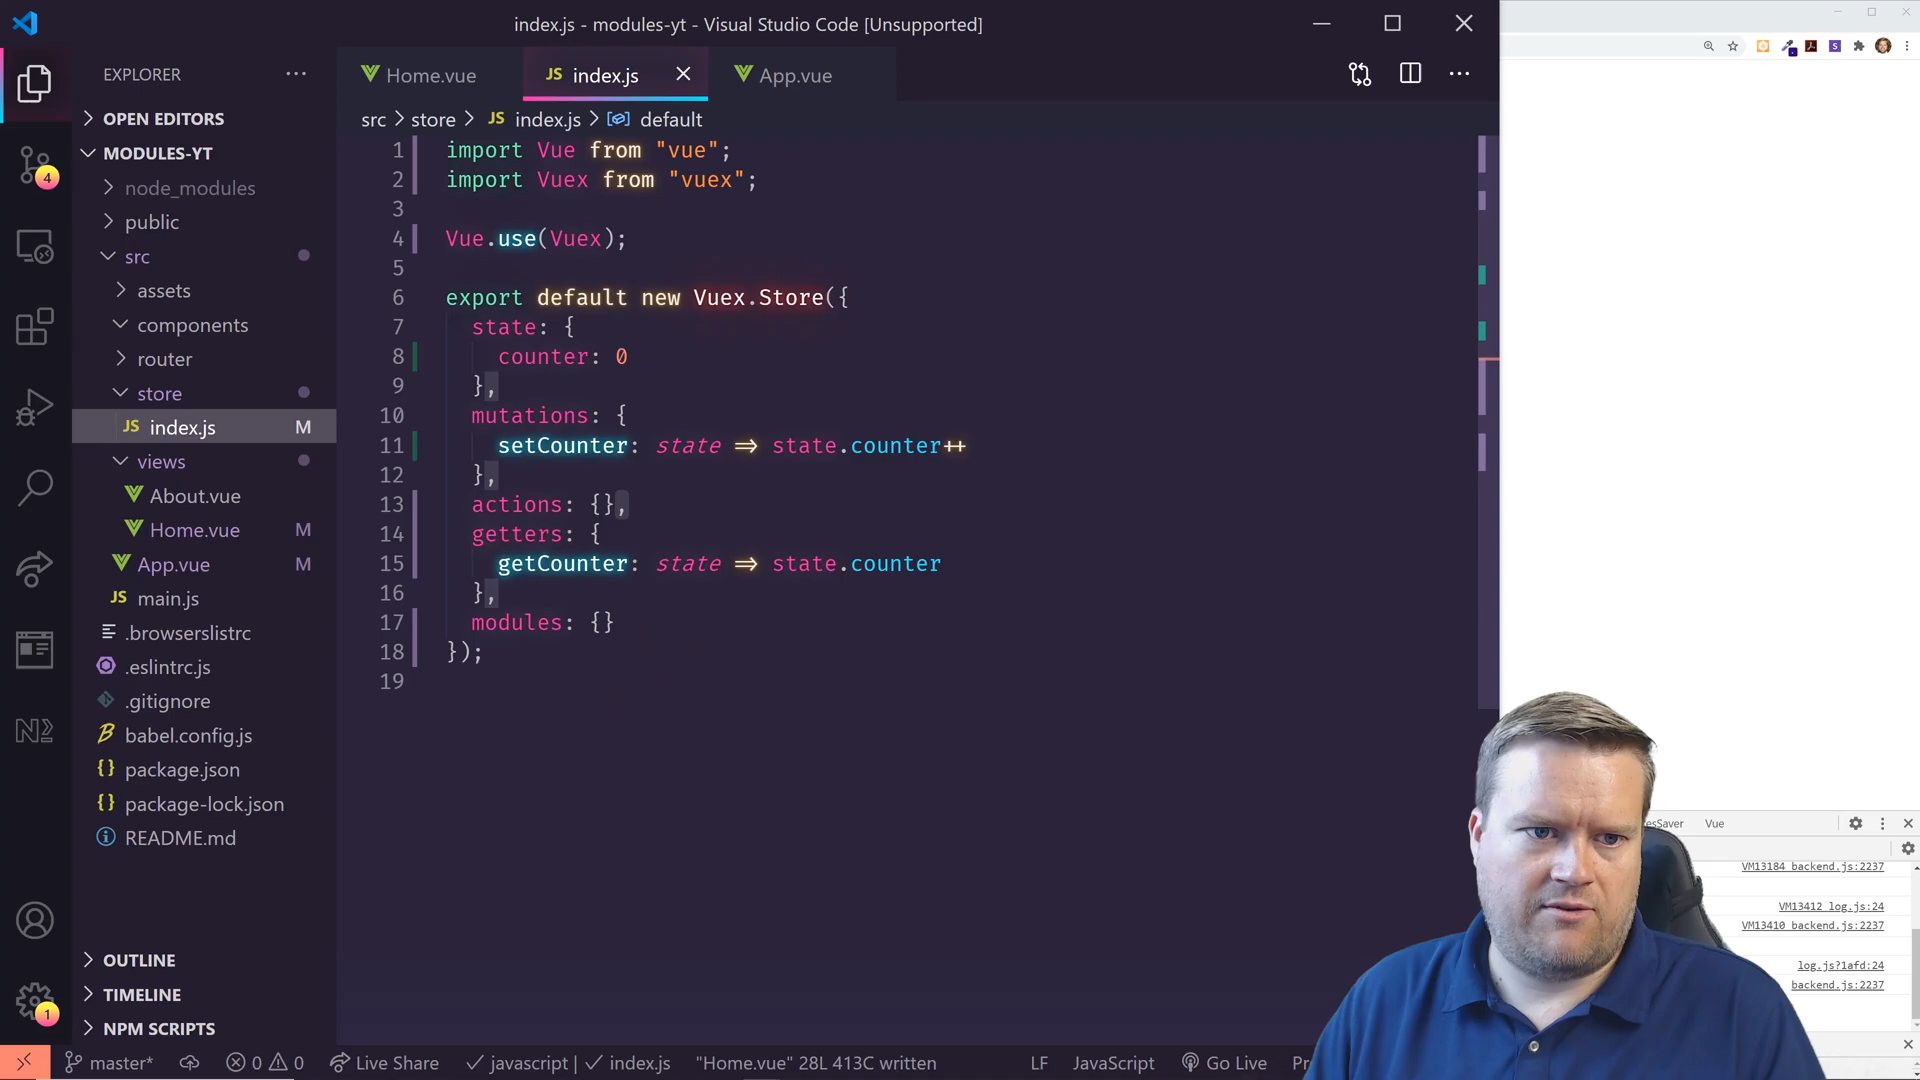 index.js - modules-yt - Visual Studio Code [Unsupported]
EXPLORER
Home.vue
JS index.js
App.vue
src > store > JS index.js > default
OPEN EDITORS
MODULES-YT
node_modules
public
src
assets
components
router
store
JS index.js M
views
About.vue
Home.vue M
App.vue M
JS main.js
.browserslistrc
.eslintrc.js
.gitignore
babel.config.js
{} package.json
{} package-lock.json
README.md
OUTLINE
TIMELINE
NPM SCRIPTS
4
N2
1
1 import Vue from "vue";
2 import Vuex from "vuex";
3
4 Vue.use(Vuex);
5
6 export default new Vuex.Store({
7 state: {
8 counter: 0
9 },
10 mutations: {
11 setCounter: state => state.counter++
12 },
13 actions: {},
14 getters: {
15 getCounter: state => state.counter
16 },
17 modules: {}
18 });
19
Vue
VM13184 backend.js:2237
VM13412 log.js:24
VM13410 backend.js:2237
log.js?1afd:24
backend.js:2237
master* 0 0 Live Share javascript | index.js "Home.vue" 28L 413C written LF JavaScript Go Live